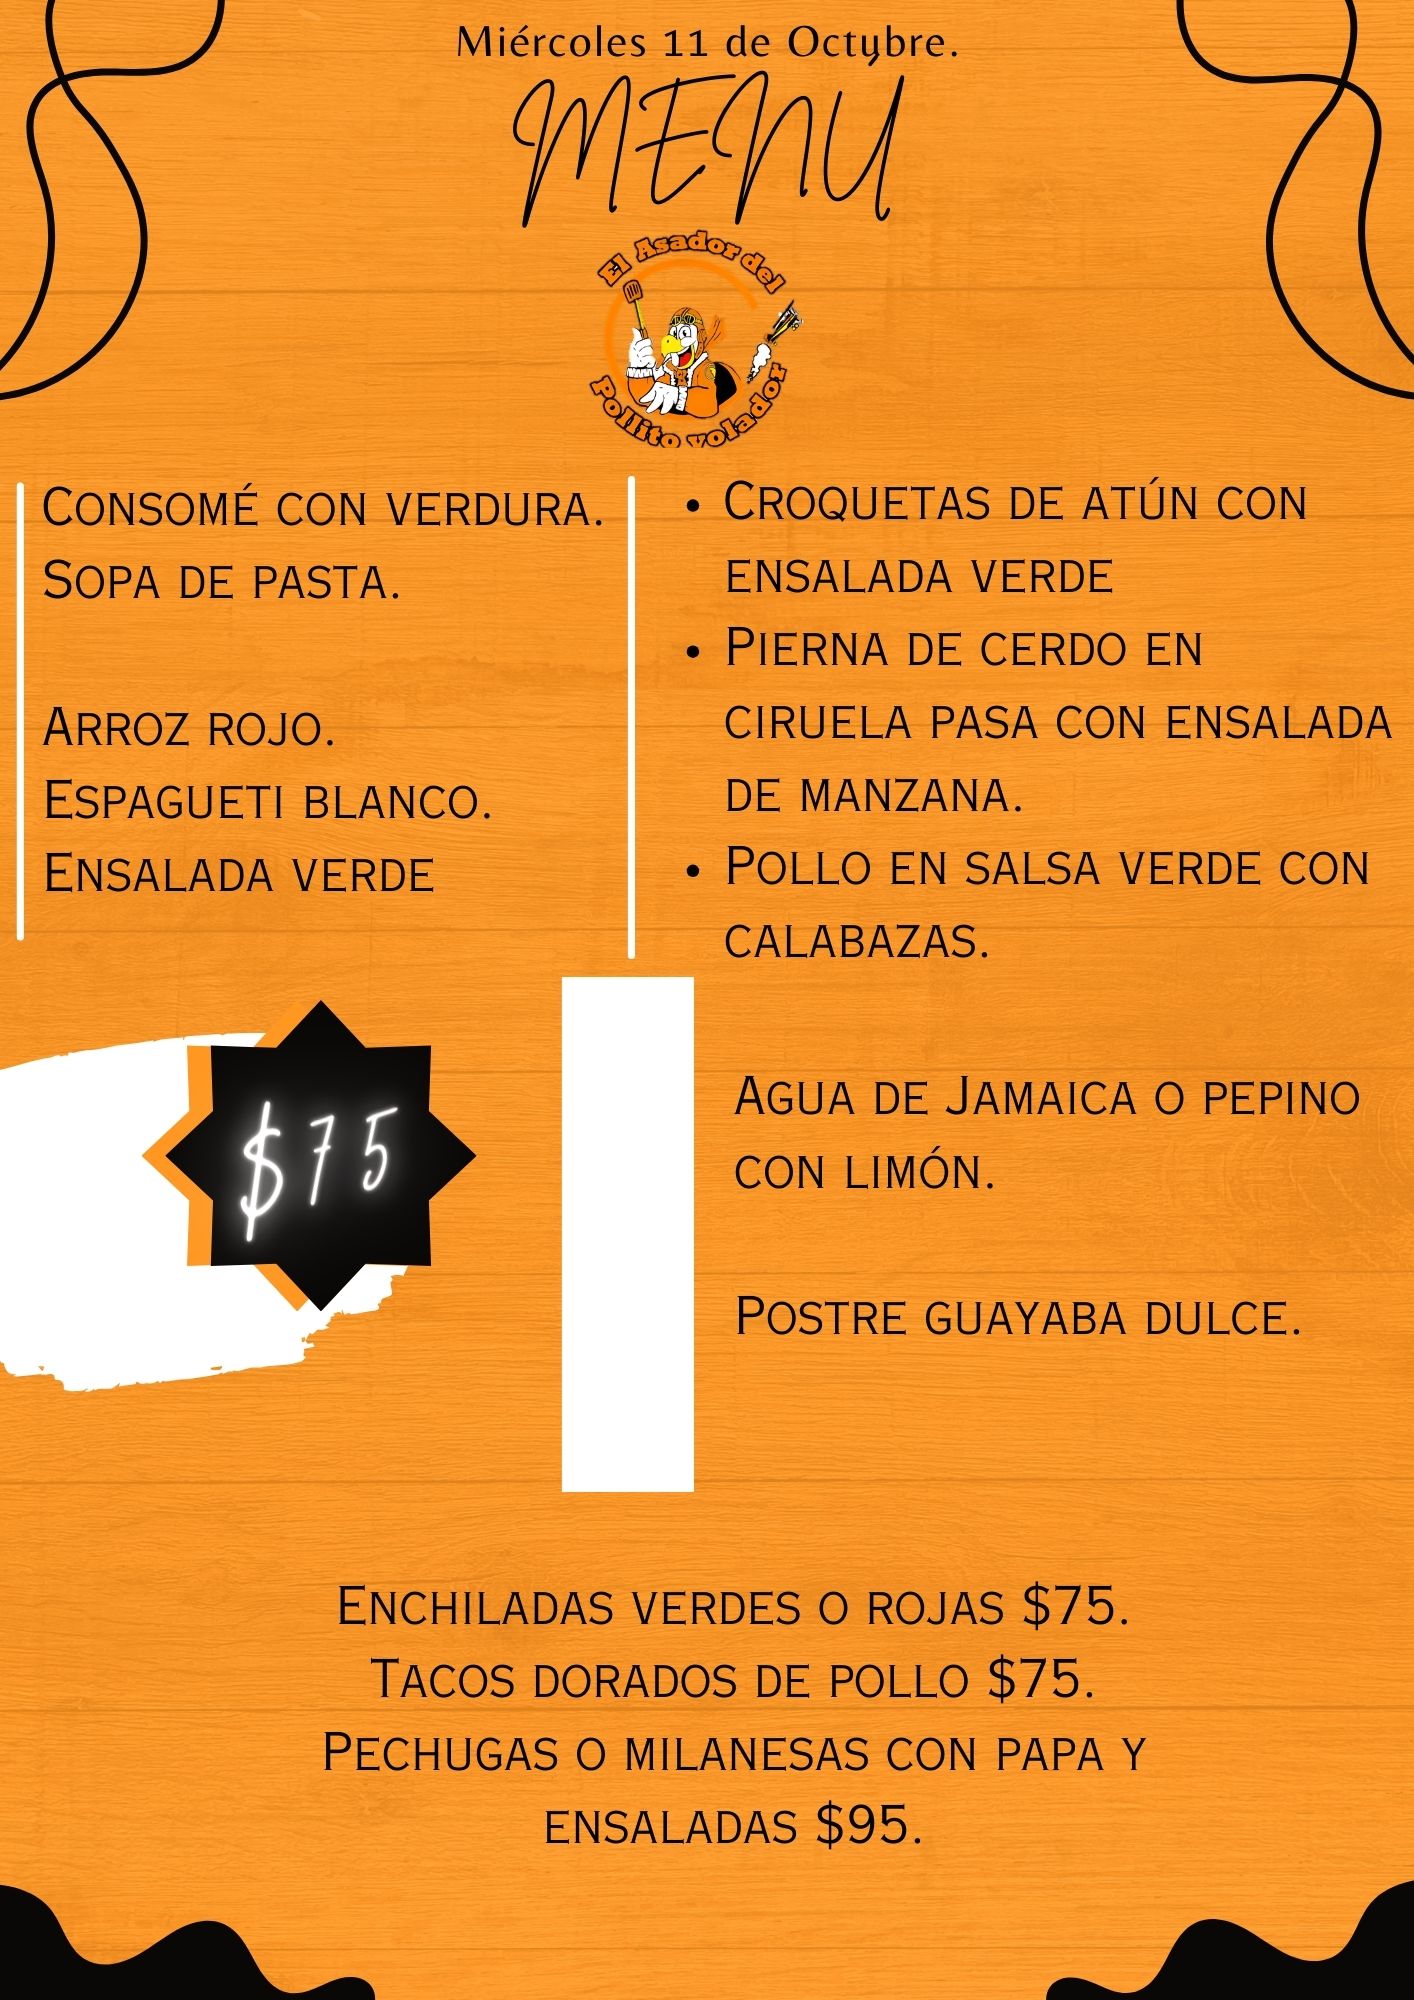 Miércoles 11 de Octubre.
MENÚ
El Asador del
Pollito volador
Consomé con verdura.
Sopa de pasta.
Arroz rojo.
Espagueti blanco.
Ensalada verde
• Croquetas de atún con
ensalada verde
• Pierna de cerdo en
ciruela pasa con ensalada
de manzana.
• Pollo en salsa verde con
calabazas.
$75
Agua de Jamaica o pepino
con limón.
Postre guayaba dulce.
Enchiladas verdes o rojas $75.
Tacos dorados de pollo $75.
Pechugas o milanesas con papa y
ensaladas $95.